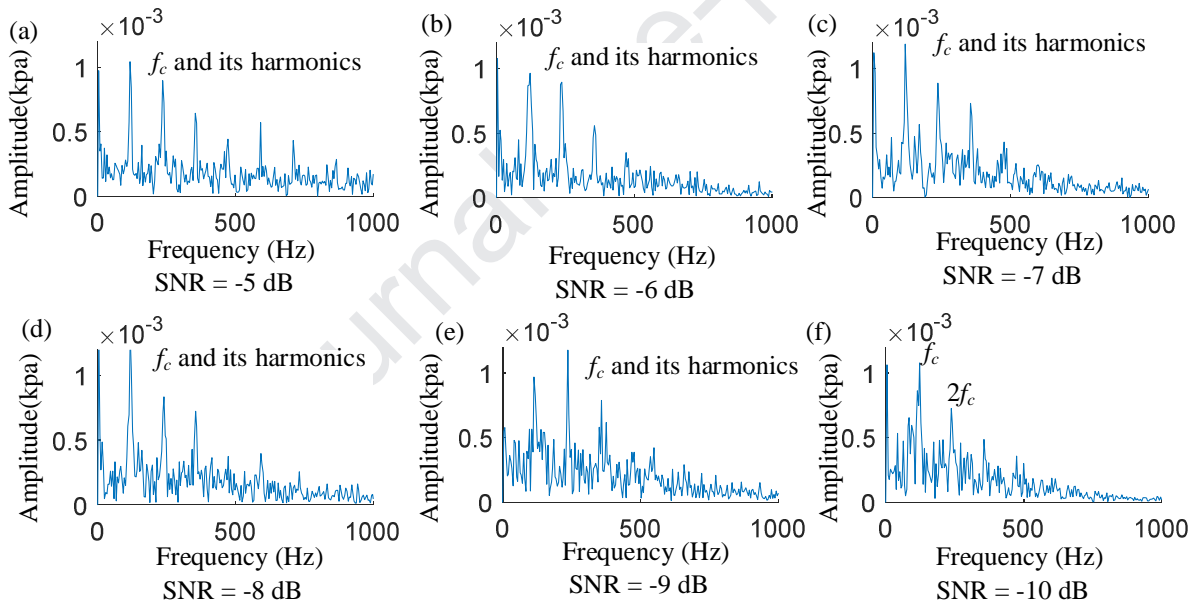 (a)
×10⁻³
f_c and its harmonics
Amplitude(kpa)
1
0.5
0
0 500 1000
Frequency (Hz)
SNR = -5 dB
(b)
×10⁻³
f_c and its harmonics
Amplitude(kpa)
1
0.5
0
0 500 1000
Frequency (Hz)
SNR = -6 dB
(c)
×10⁻³
f_c and its harmonics
Amplitude(kpa)
1
0.5
0
0 500 1000
Frequency (Hz)
SNR = -7 dB
(d)
×10⁻³
f_c and its harmonics
Amplitude(kpa)
1
0.5
0
0 500 1000
Frequency (Hz)
SNR = -8 dB
(e)
×10⁻³
f_c and its harmonics
Amplitude(kpa)
1
0.5
0
0 500 1000
Frequency (Hz)
SNR = -9 dB
(f)
×10⁻³
f_c
2f_c
Amplitude(kpa)
1
0.5
0
0 500 1000
Frequency (Hz)
SNR = -10 dB